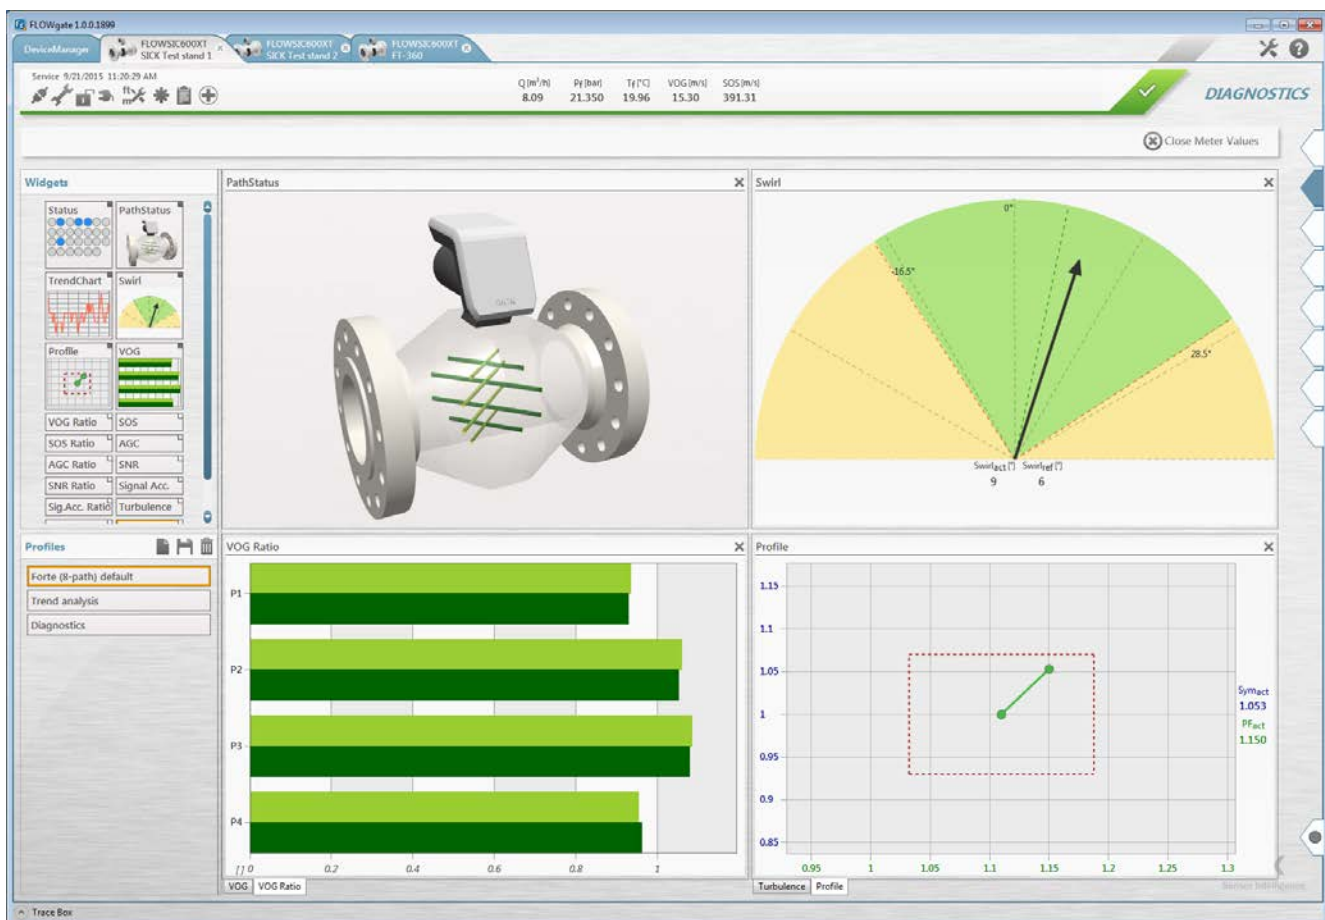 FLOWgate 1.0.0.1899
DeviceManager
FLOWSIC600XT
SICK Test stand 1
FLOWSIC600XT
SICK Test stand 2
FLOWSIC600XT
FT-360
Service 9/21/2015 11:20:29 AM
Q [m³/h] Pf [bar] Tf [°C] VOG [m/s] SOS [m/s]
8.09 21.350 19.96 15.30 391.31
DIAGNOSTICS
Close Meter Values
Widgets
Status PathStatus
TrendChart Swirl
Profile VOG
VOG Ratio SOS
SOS Ratio AGC
AGC Ratio SNR
SNR Ratio Signal Acc.
Sig.Acc. Ratio Turbulence
Profiles
Forte (8-path) default
Trend analysis
Diagnostics
PathStatus
Swirl
0°
-16.5°
28.5°
Swirlact [°] Swirlref [°]
9 6
VOG Ratio
P1
P2
P3
P4
[] 0 0.2 0.4 0.6 0.8 1
VOG VOG Ratio
Profile
1.15
1.1
1.05
1
0.95
0.9
0.85
0.95 1 1.05 1.1 1.15 1.2 1.25 1.3
Symact
1.053
PFact
1.150
Turbulence Profile
Sensor Intelligence
Trace Box